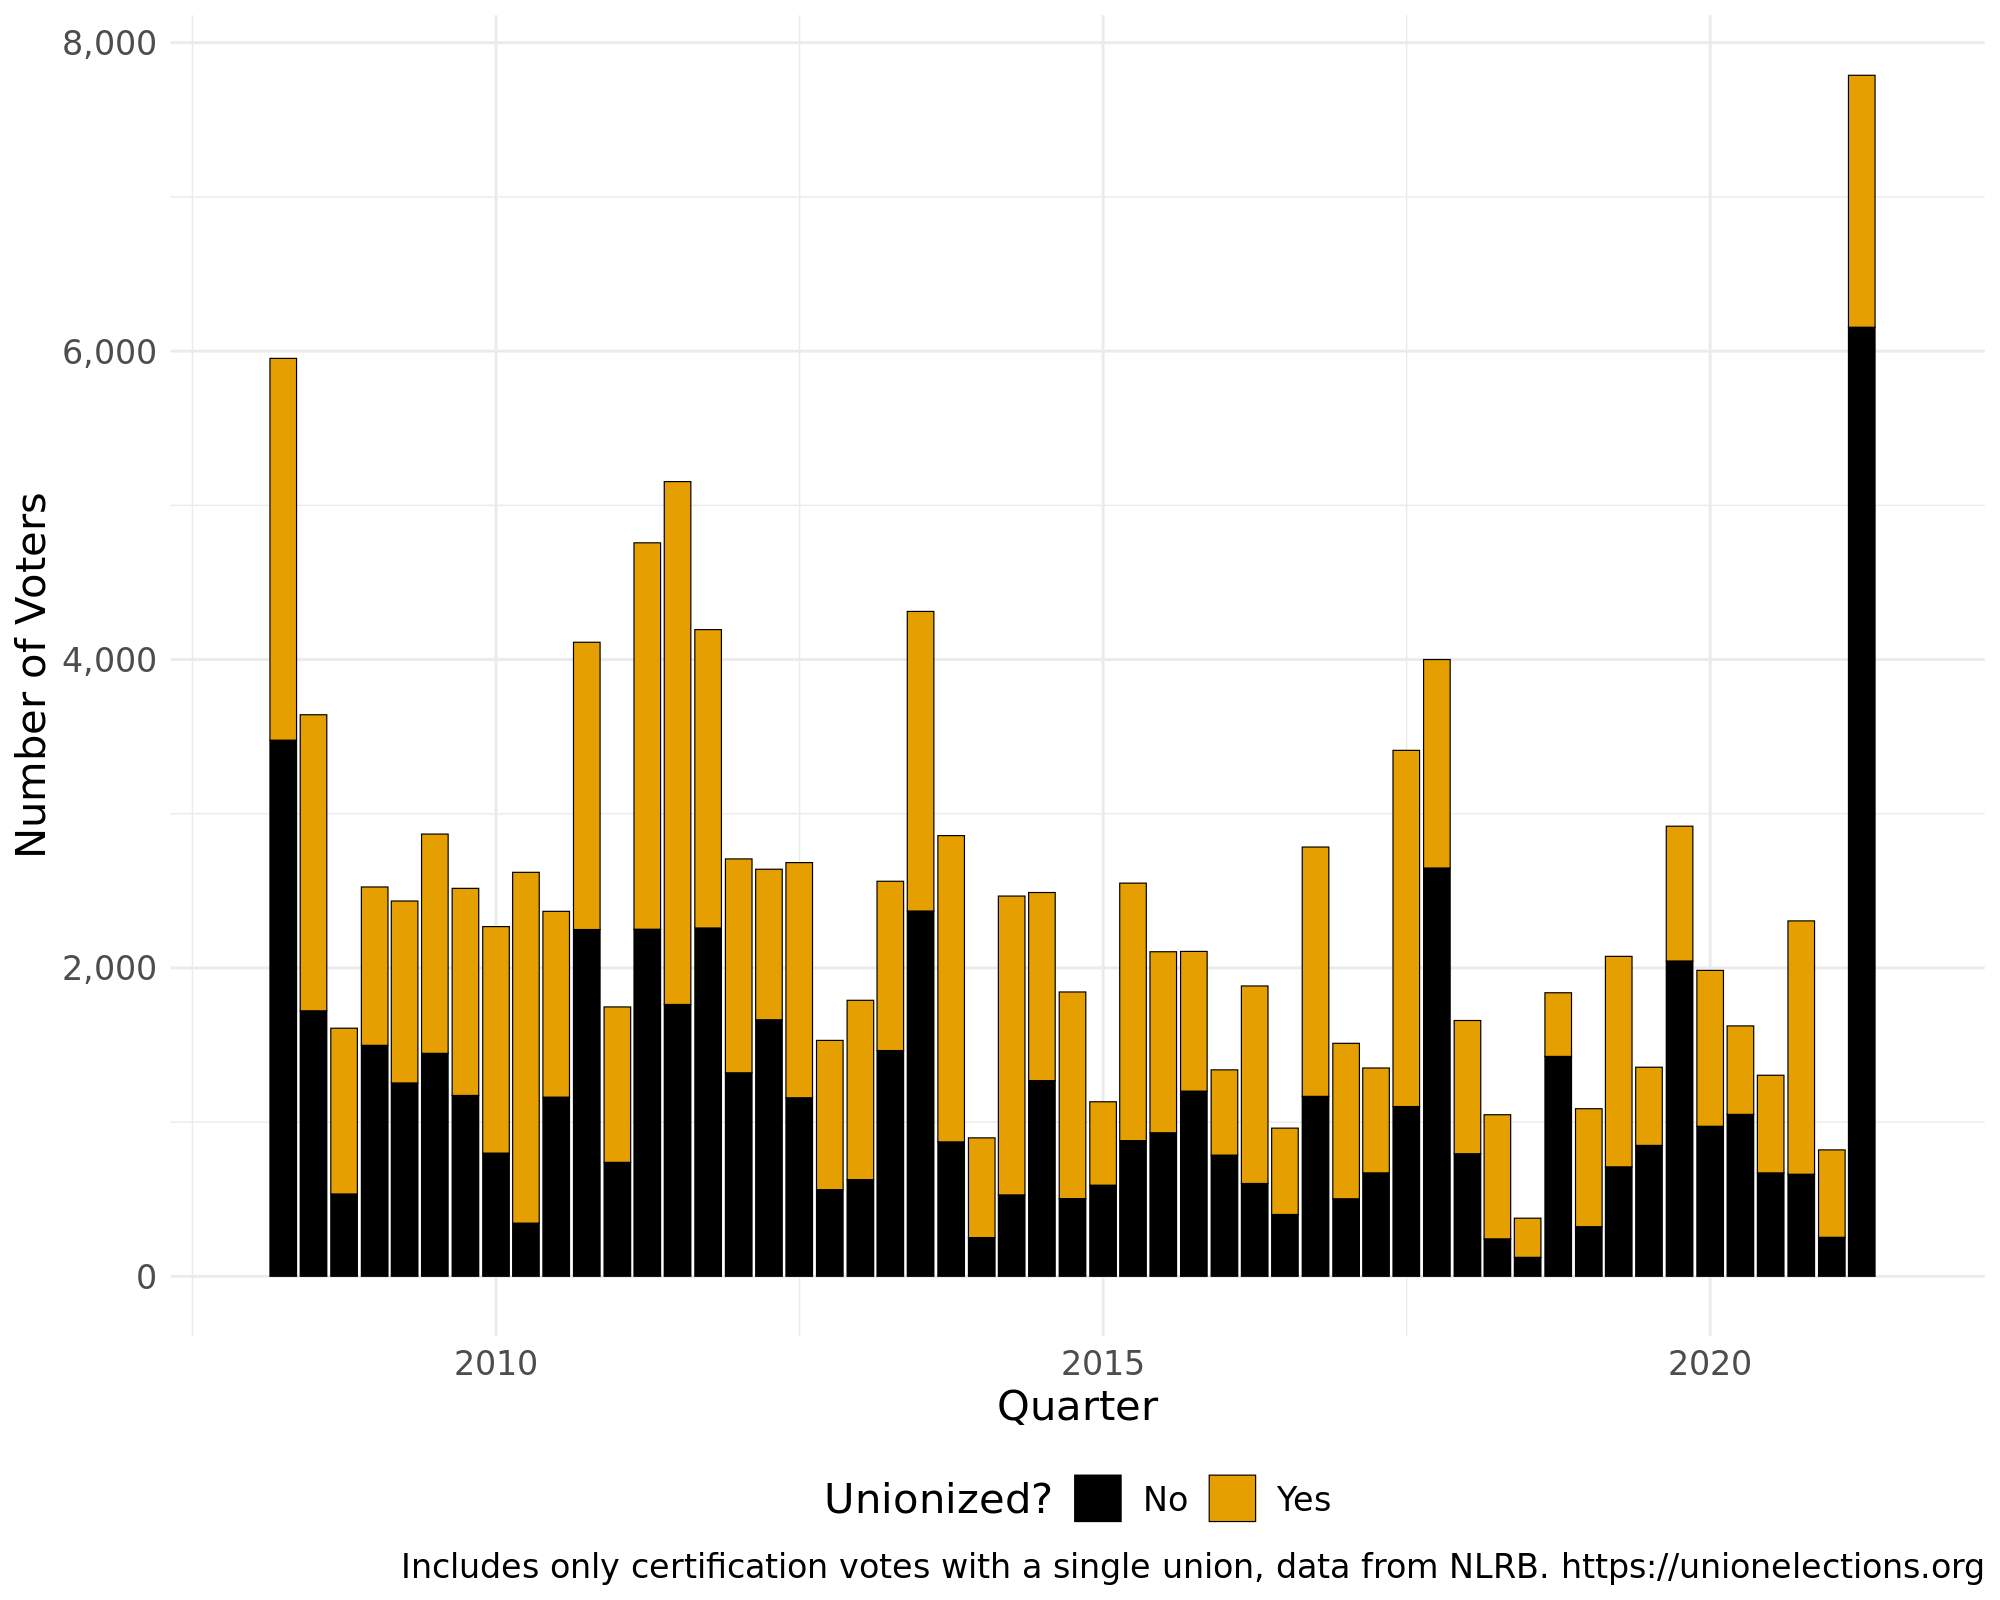 8,000
6,000
4,000
2,000
0
Number of Voters
2010 2015 2020
Quarter
Unionized? No Yes
Includes only certification votes with a single union, data from NLRB. https://unionelections.org